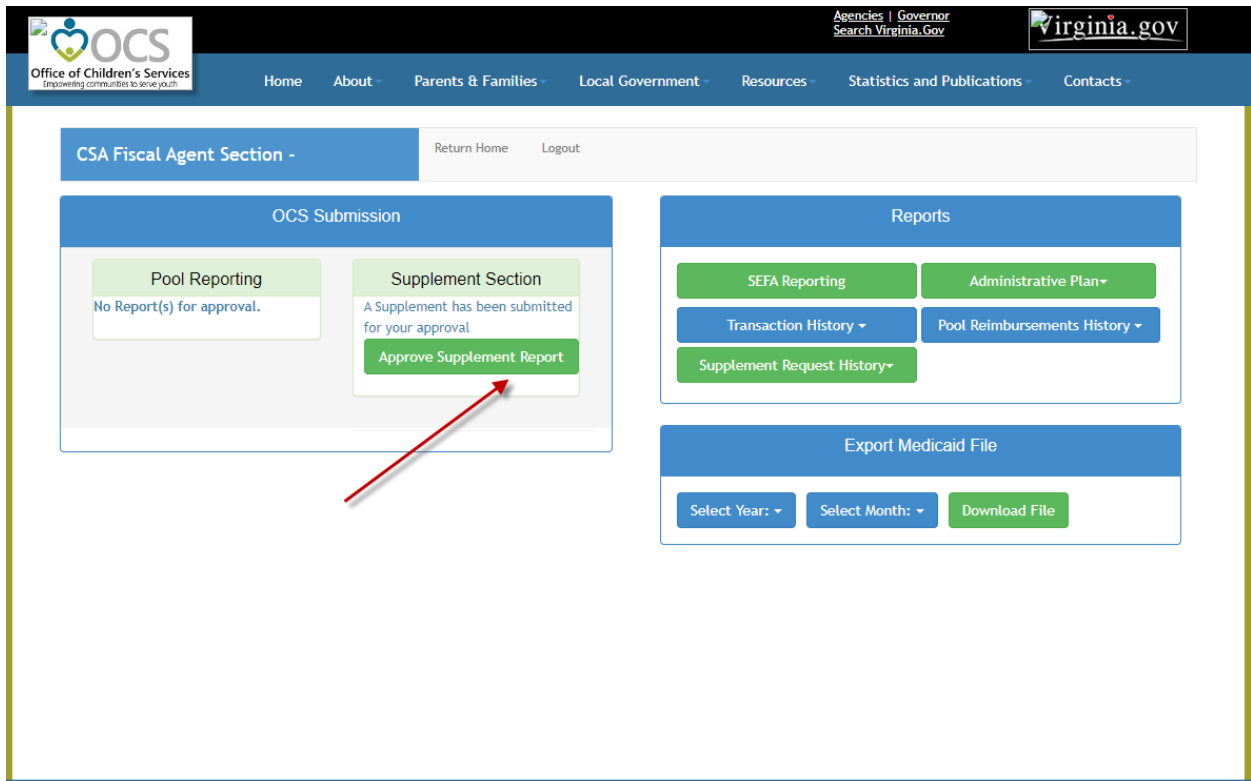 Agencies | Governor
Search Virginia.Gov
Virginia.gov
OCS
Office of Children's Services
Empowering communities to serve youth
Home About Parents & Families Local Government Resources Statistics and Publications Contacts
CSA Fiscal Agent Section -
Return Home Logout
OCS Submission
Pool Reporting
No Report(s) for approval.
Supplement Section
A Supplement has been submitted
for your approval
Approve Supplement Report
Reports
SEFA Reporting
Administrative Plan
Transaction History
Pool Reimbursements History
Supplement Request History
Export Medicaid File
Select Year:
Select Month:
Download File